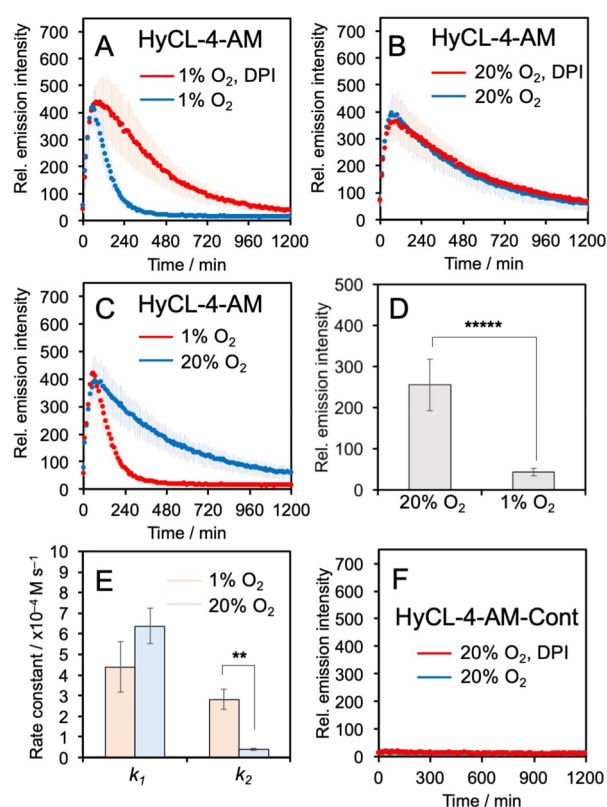 A
HyCL-4-AM
1% O2, DPI
1% O2
Rel. emission intensity
700
600
500
400
300
200
100
0
0 240 480 720 960 1200
Time / min
B
HyCL-4-AM
20% O2, DPI
20% O2
Rel. emission intensity
700
600
500
400
300
200
100
0
0 240 480 720 960 1200
Time / min
C
HyCL-4-AM
1% O2
20% O2
Rel. emission intensity
700
600
500
400
300
200
100
0
0 240 480 720 960 1200
Time / min
D
*****
Rel. emission intensity
500
400
300
200
100
0
20% O2 1% O2
E
1% O2
20% O2
**
Rate constant / x10–4 M s–1
10
9
8
7
6
5
4
3
2
1
0
k1 k2
F
HyCL-4-AM-Cont
20% O2, DPI
20% O2
Rel. emission intensity
700
600
500
400
300
200
100
0
0 300 600 900 1200
Time / min